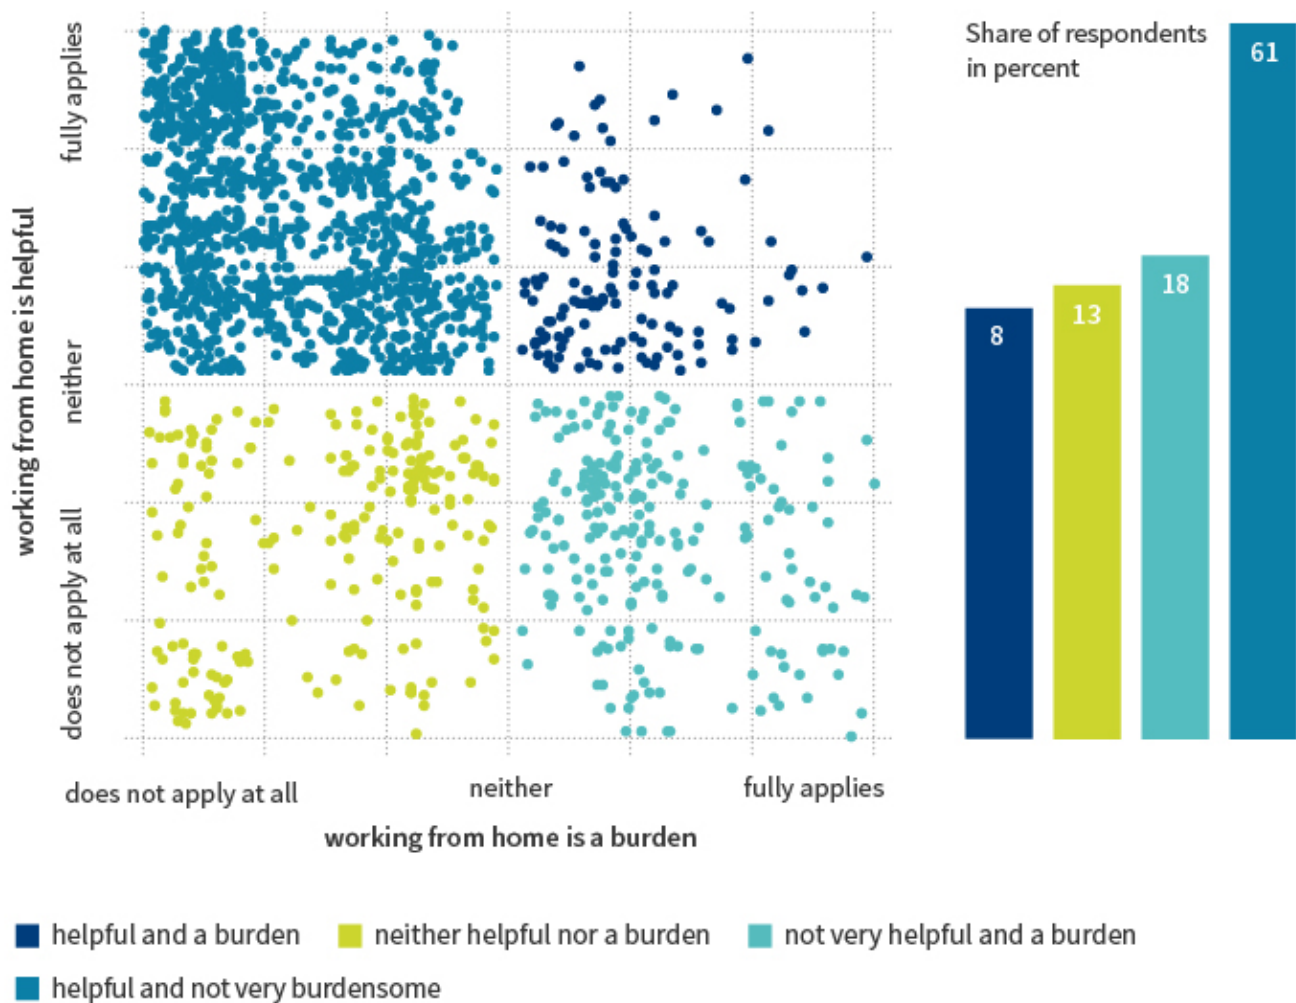 Share of respondents
in percent
61
18
13
8
fully applies
neither
does not apply at all
working from home is helpful
does not apply at all
neither
fully applies
working from home is a burden
helpful and a burden
neither helpful nor a burden
not very helpful and a burden
helpful and not very burdensome